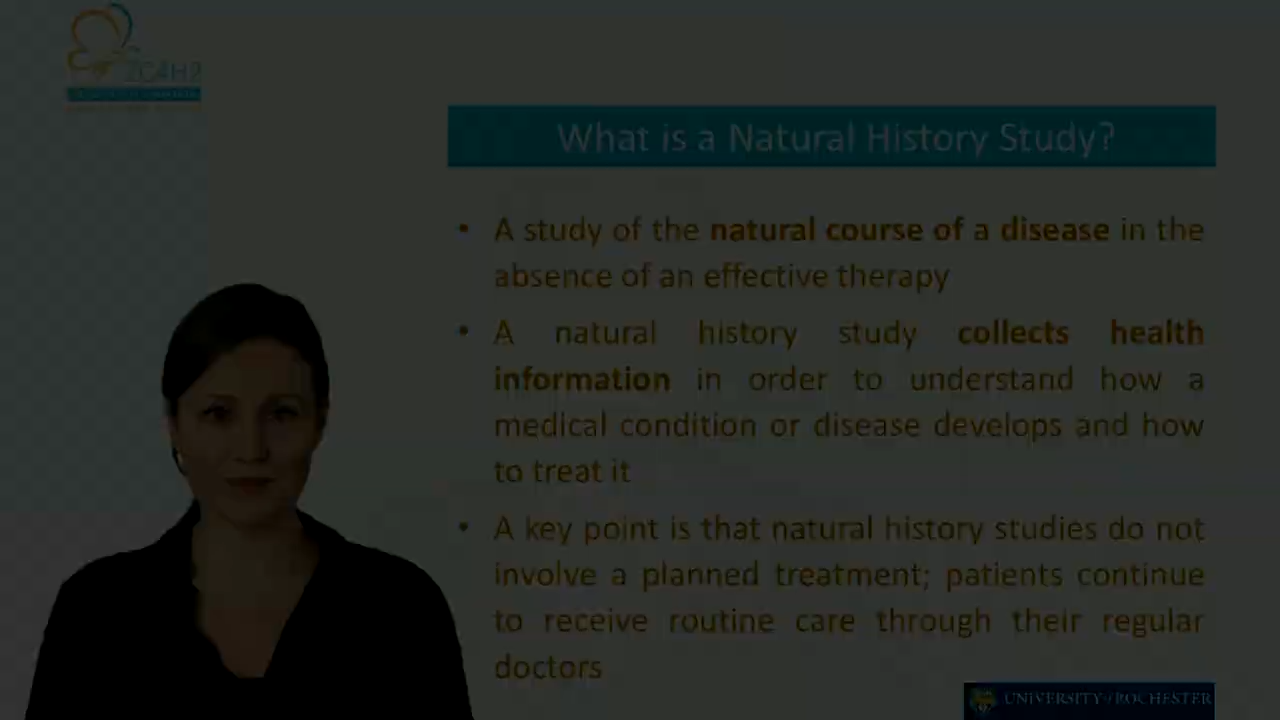 ZC4H2
What is a Natural History Study?
• A study of the natural course of a disease in the
absence of an effective therapy
• A natural history study collects health
information in order to understand how a
medical condition or disease develops and how
to treat it
• A key point is that natural history studies do not
involve a planned treatment; patients continue
to receive routine care through their regular
doctors
UNIVERSITY of ROCHESTER